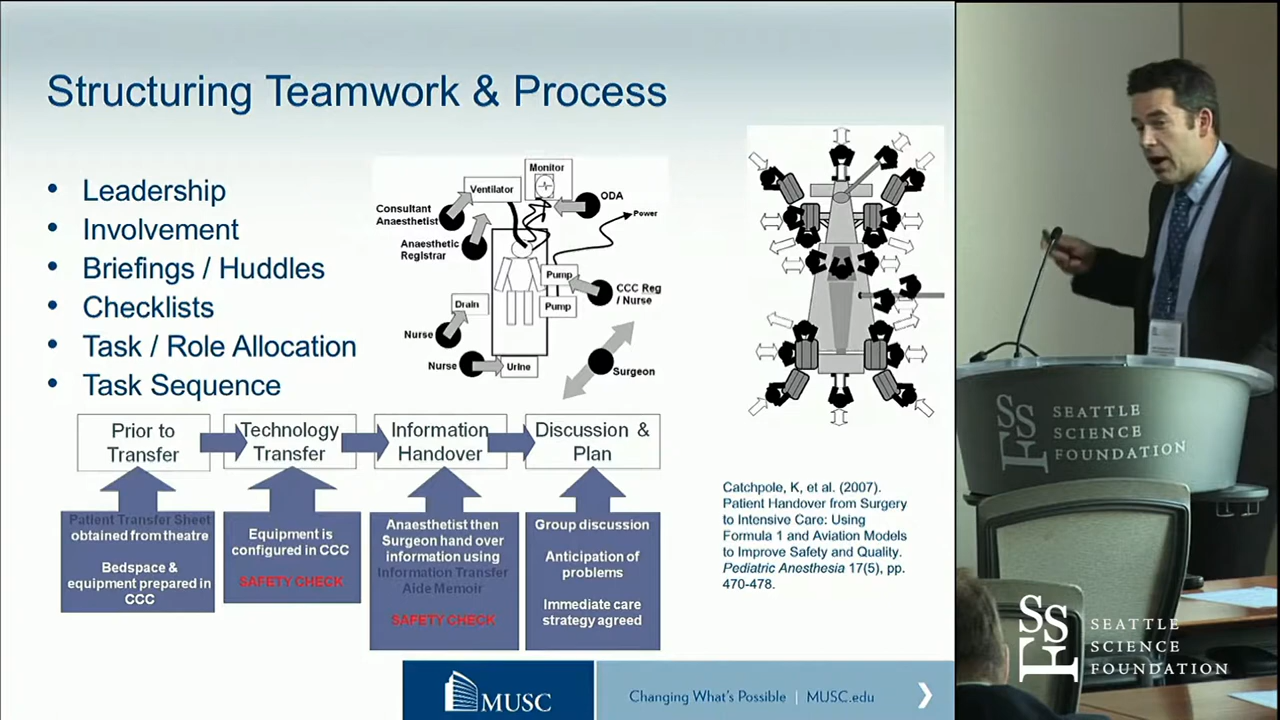 Structuring Teamwork & Process
• Leadership
• Involvement
• Briefings / Huddles
• Checklists
• Task / Role Allocation
• Task Sequence
Monitor
Ventilator
ODA
Consultant
Anaesthetist
Power
Anaesthetic
Registrar
Pump
CCC Reg
/ Nurse
Drain
Pump
Nurse
Nurse
Urine
Surgeon
Prior to
Transfer
Technology
Transfer
Information
Handover
Discussion &
Plan
Patient Transfer Sheet
obtained from theatre
Bedspace &
equipment prepared in
CCC
Equipment is
configured in CCC
SAFETY CHECK
Anaesthetist then
Surgeon hand over
information using
Information Transfer
Aide Memoir
SAFETY CHECK
Group discussion
Anticipation of
problems
Immediate care
strategy agreed
Catchpole, K, et al. (2007).
Patient Handover from Surgery
to Intensive Care: Using
Formula 1 and Aviation Models
to Improve Safety and Quality.
Pediatric Anesthesia 17(5), pp.
470-478.
MUSC
Changing What's Possible | MUSC.edu
SSF
SEATTLE
SCIENCE
FOUNDATION
SSF
SEATTLE
SCIENCE
FOUNDATION